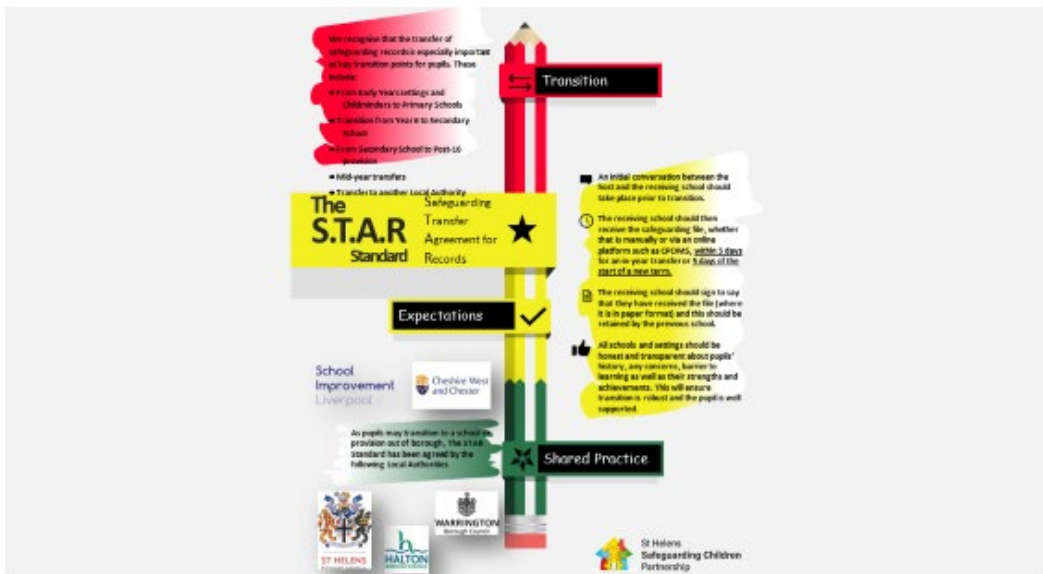 We recognise that the transfer of
safeguarding records is especially important
at key transition points for pupils. These
include:
From Early Years settings and
Childminders to Primary Schools
Transition from Year 6 to Secondary
School
From Secondary School to Post-16
provision
Mid-year transfers
Transfer to another Local Authority
Transition
The
S.T.A.R
Standard
Safeguarding
Transfer
Agreement for
Records
Expectations
An initial conversation between the
host and the receiving school should
take place prior to transition.
The receiving school should then
receive the safeguarding file, whether
that is manually or via an online
platform such as CPOMS, within 5 days
for an in-year transfer or 5 days of the
start of a new term.
The receiving school should sign to say
that they have received the file (where
it is in paper format) and this should be
retained by the previous school.
All schools and settings should be
honest and transparent about pupils'
history, any concerns, barrier to
learning as well as their strengths and
achievements. This will ensure
transition is robust and the pupil is well
supported.
School
Improvement
Liverpool
Cheshire West
and Chester
As pupils may transition to a school or
provision out of borough, The STAR
Standard has been agreed by the
following Local Authorities
Shared Practice
ST HELENS
HALTON
WARRINGTON
Borough Council
St Helens
Safeguarding Children
Partnership